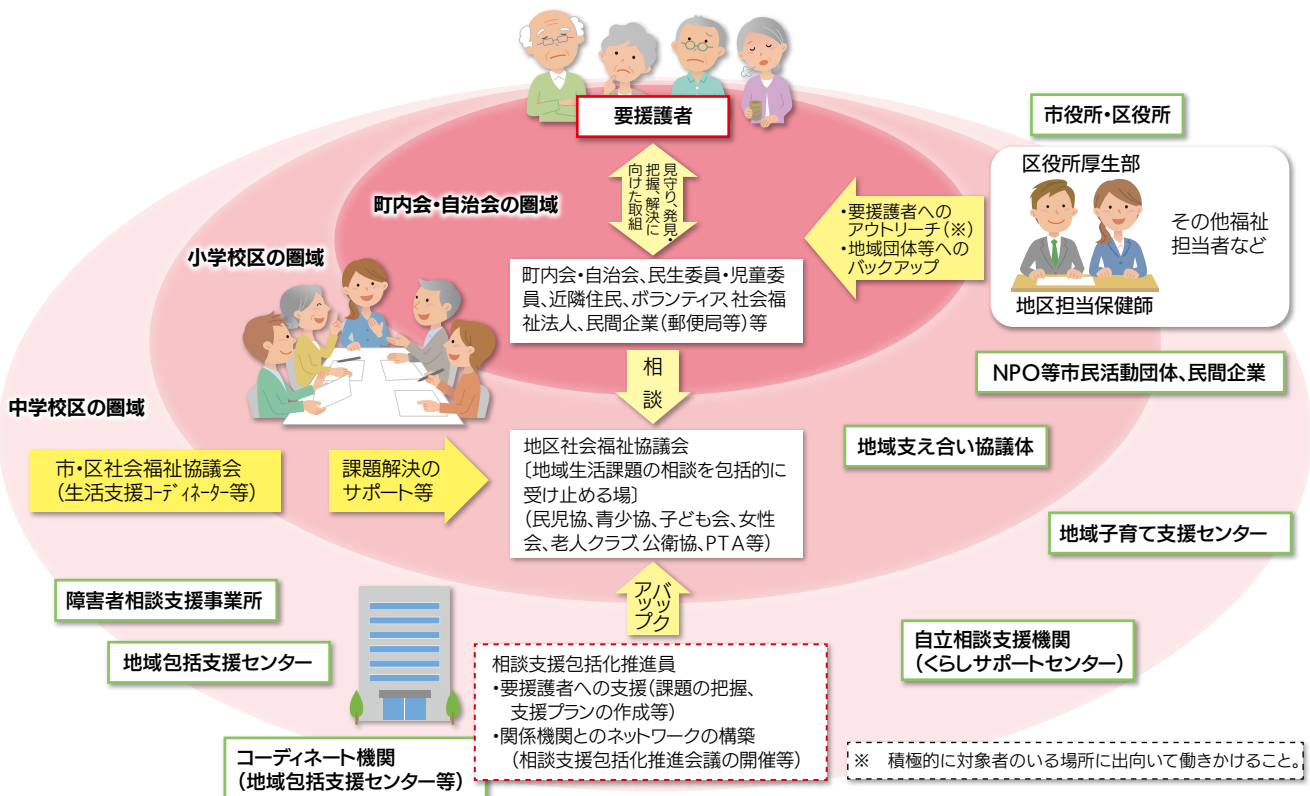 要援護者
市役所・区役所
区役所厚生部
その他福祉
担当者など
地区担当保健師
見守り、発見・
把握、解決に
向けた取組
・要援護者への
アウトリーチ(※)
・地域団体等への
バックアップ
町内会・自治会の圏域
小学校区の圏域
町内会・自治会、民生委員・児童委
員、近隣住民、ボランティア、社会福
祉法人、民間企業(郵便局等)等
相談
NPO等市民活動団体、民間企業
中学校区の圏域
市・区社会福祉協議会
(生活支援コーディネーター等)
課題解決の
サポート等
地区社会福祉協議会
〔地域生活課題の相談を包括的に
受け止める場〕
(民児協、青少協、子ども会、女性
会、老人クラブ、公衛協、PTA等)
地域支え合い協議体
地域子育て支援センター
障害者相談支援事業所
地域包括支援センター
バック
アップ
自立相談支援機関
(くらしサポートセンター)
相談支援包括化推進員
・要援護者への支援(課題の把握、
支援プランの作成等)
・関係機関とのネットワークの構築
(相談支援包括化推進会議の開催等)
コーディネート機関
(地域包括支援センター等)
※ 積極的に対象者のいる場所に出向いて働きかけること。